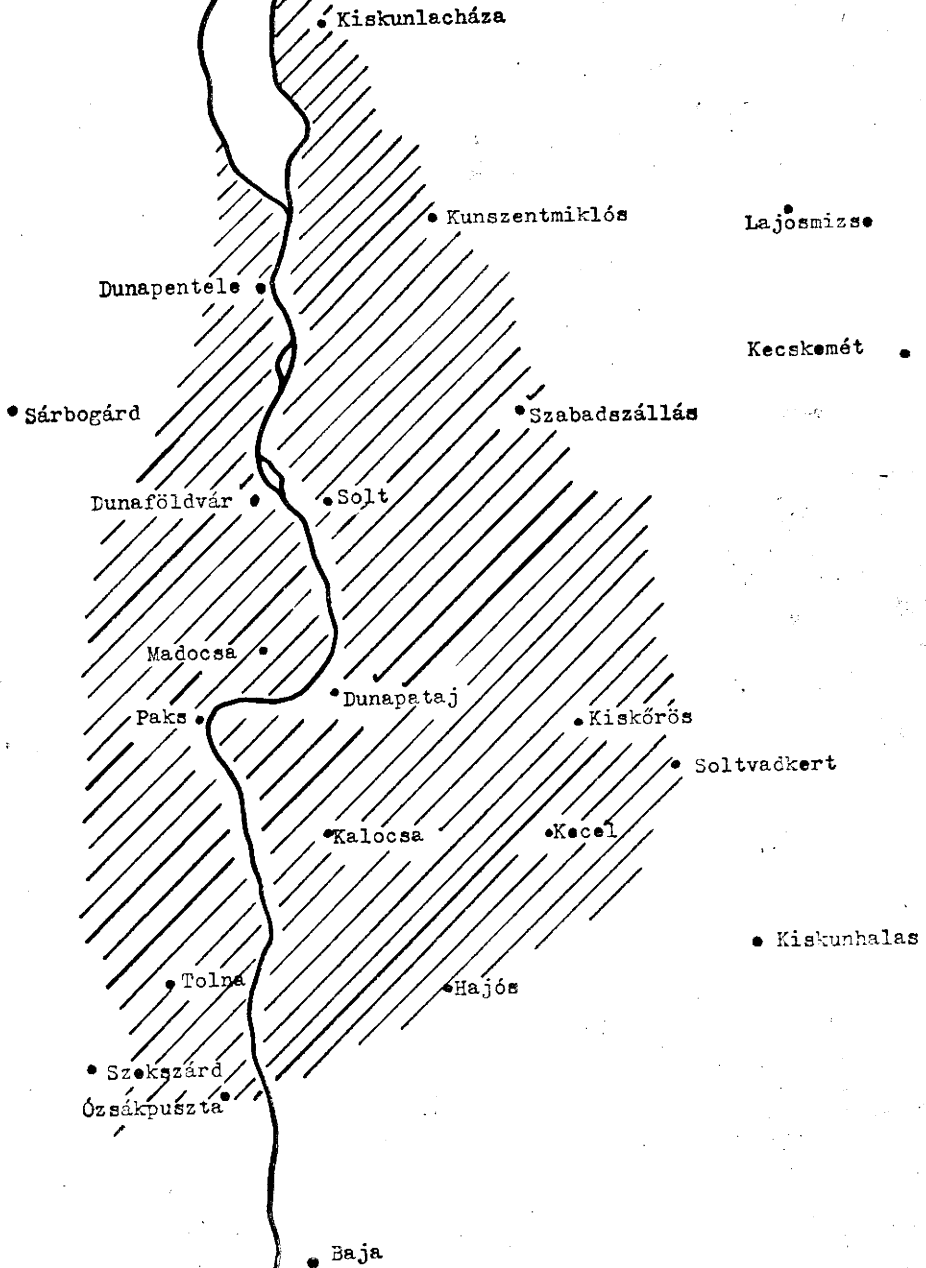 Kiskunlacháza
Kunszentmiklós
Lajosmizse
Dunapentele
Kecskemét
Sárbogárd
Szabadszállás
Dunaföldvár
Solt
Madocsa
Dunapataj
Paks
Kiskőrös
Soltvadkert
Kalocsa
Kecel
Kiskunhalas
Tolna
Hajós
Szekszárd
Ózsákpuszta
Baja